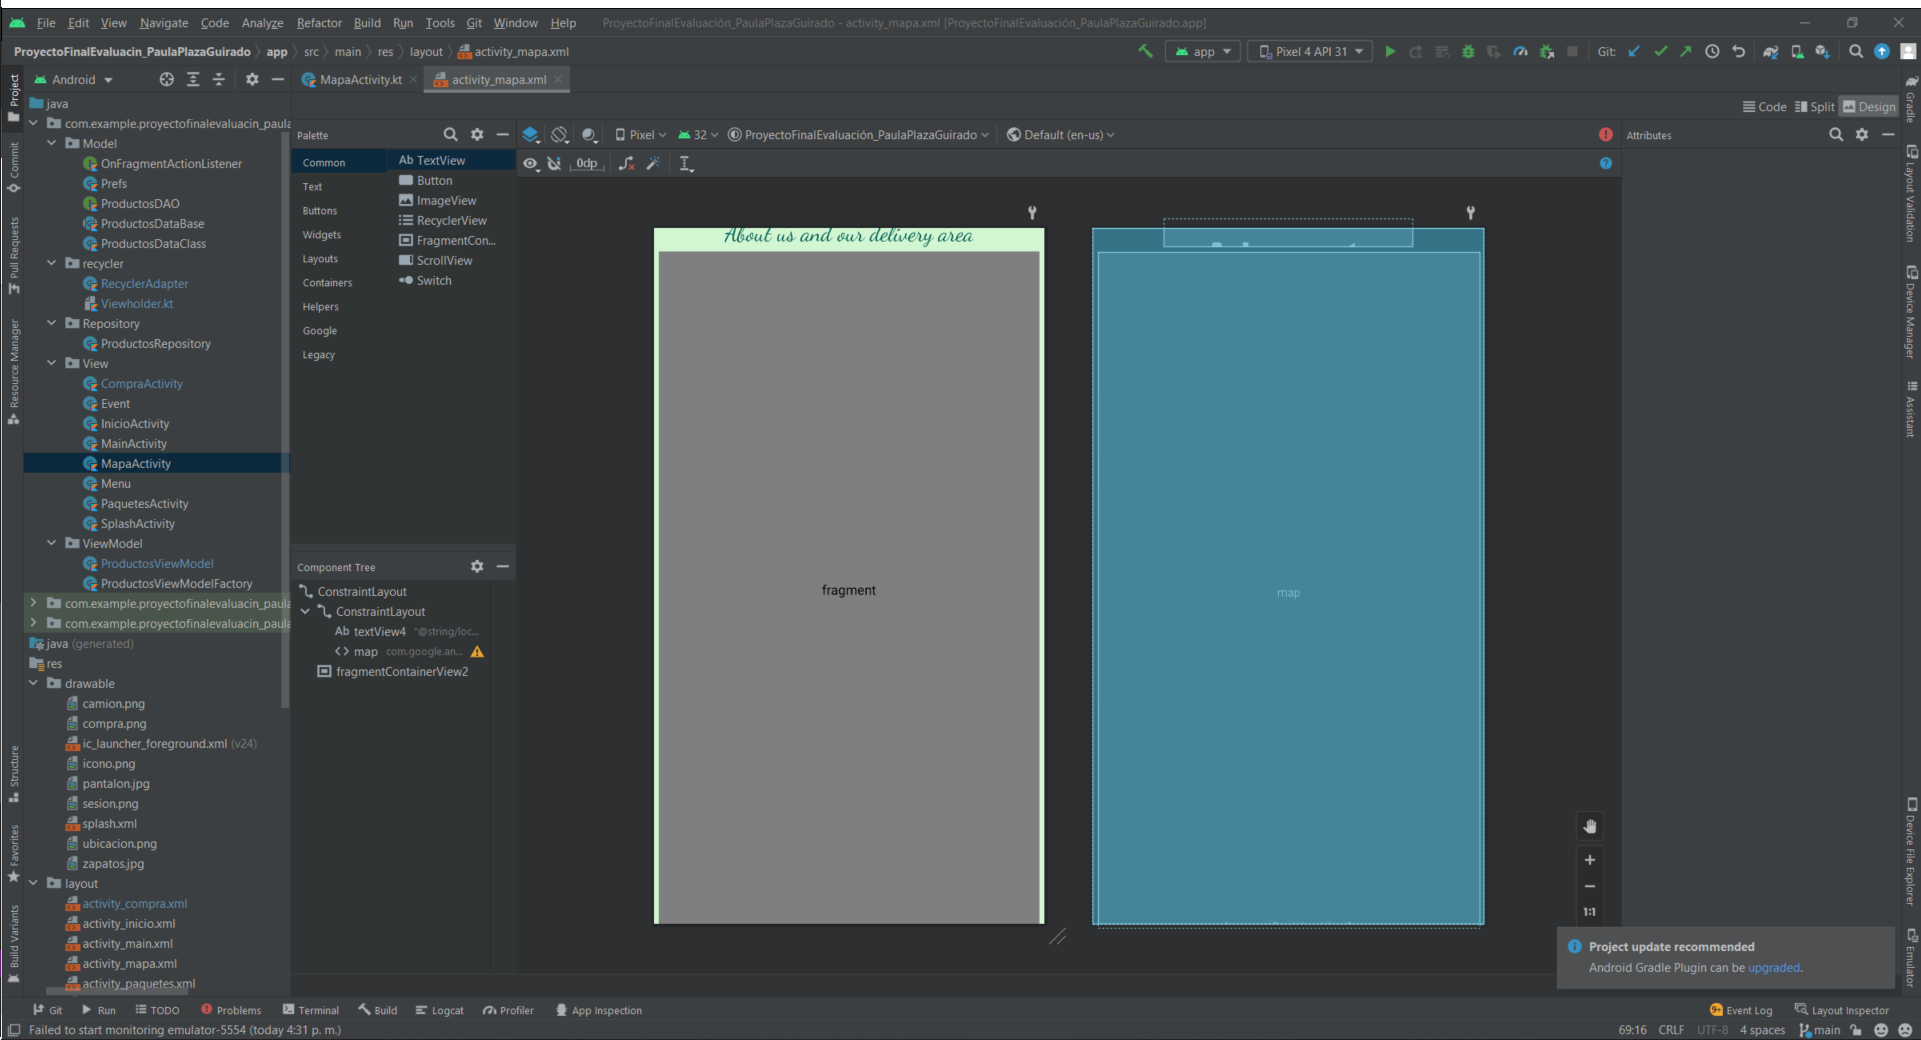 File Edit View Navigate Code Analyze Refactor Build Run Tools Git Window Help ProyectoFinalEvaluación_PaulaPlazaGuirado - activity_mapa.xml [ProyectoFinalEvaluación_PaulaPlazaGuirado.app]
ProyectoFinalEvaluacin_PaulaPlazaGuirado app src main res layout activity_mapa.xml
app Pixel 4 API 31 Git:
Android MapaActivity.kt activity_mapa.xml
Code Split Design
Project
Commit
Pull Requests
Resource Manager
Structure
Favorites
Build Variants
java
com.example.proyectofinalevaluacin_paula
Model
OnFragmentActionListener
Prefs
ProductosDAO
ProductosDataBase
ProductosDataClass
recycler
RecyclerAdapter
Viewholder.kt
Repository
ProductosRepository
View
CompraActivity
Event
InicioActivity
MainActivity
MapaActivity
Menu
PaquetesActivity
SplashActivity
ViewModel
ProductosViewModel
ProductosViewModelFactory
com.example.proyectofinalevaluacin_paula
com.example.proyectofinalevaluacin_paula
java (generated)
res
drawable
camion.png
compra.png
ic_launcher_foreground.xml (v24)
icono.png
pantalon.jpg
sesion.png
splash.xml
ubicacion.png
zapatos.jpg
layout
activity_compra.xml
activity_inicio.xml
activity_main.xml
activity_mapa.xml
activity_paquetes.xml
Palette
Common
Text
Buttons
Widgets
Layouts
Containers
Helpers
Google
Legacy
Ab TextView
Button
ImageView
RecyclerView
FragmentCon...
ScrollView
Switch
Component Tree
ConstraintLayout
ConstraintLayout
Ab textView4 "@string/loc...
<> map com.google.an...
fragmentContainerView2
Pixel 32 ProyectoFinalEvaluación_PaulaPlazaGuirado Default (en-us)
0dp
About us and our delivery area
fragment
map
1:1
Attributes
Gradle
Layout Validation
Device Manager
Assistant
Device File Explorer
Emulator
Project update recommended
Android Gradle Plugin can be upgraded.
Git Run TODO Problems Terminal Build Logcat Profiler App Inspection 9+ Event Log Layout Inspector
Failed to start monitoring emulator-5554 (today 4:31 p. m.) 69:16 CRLF UTF-8 4 spaces main